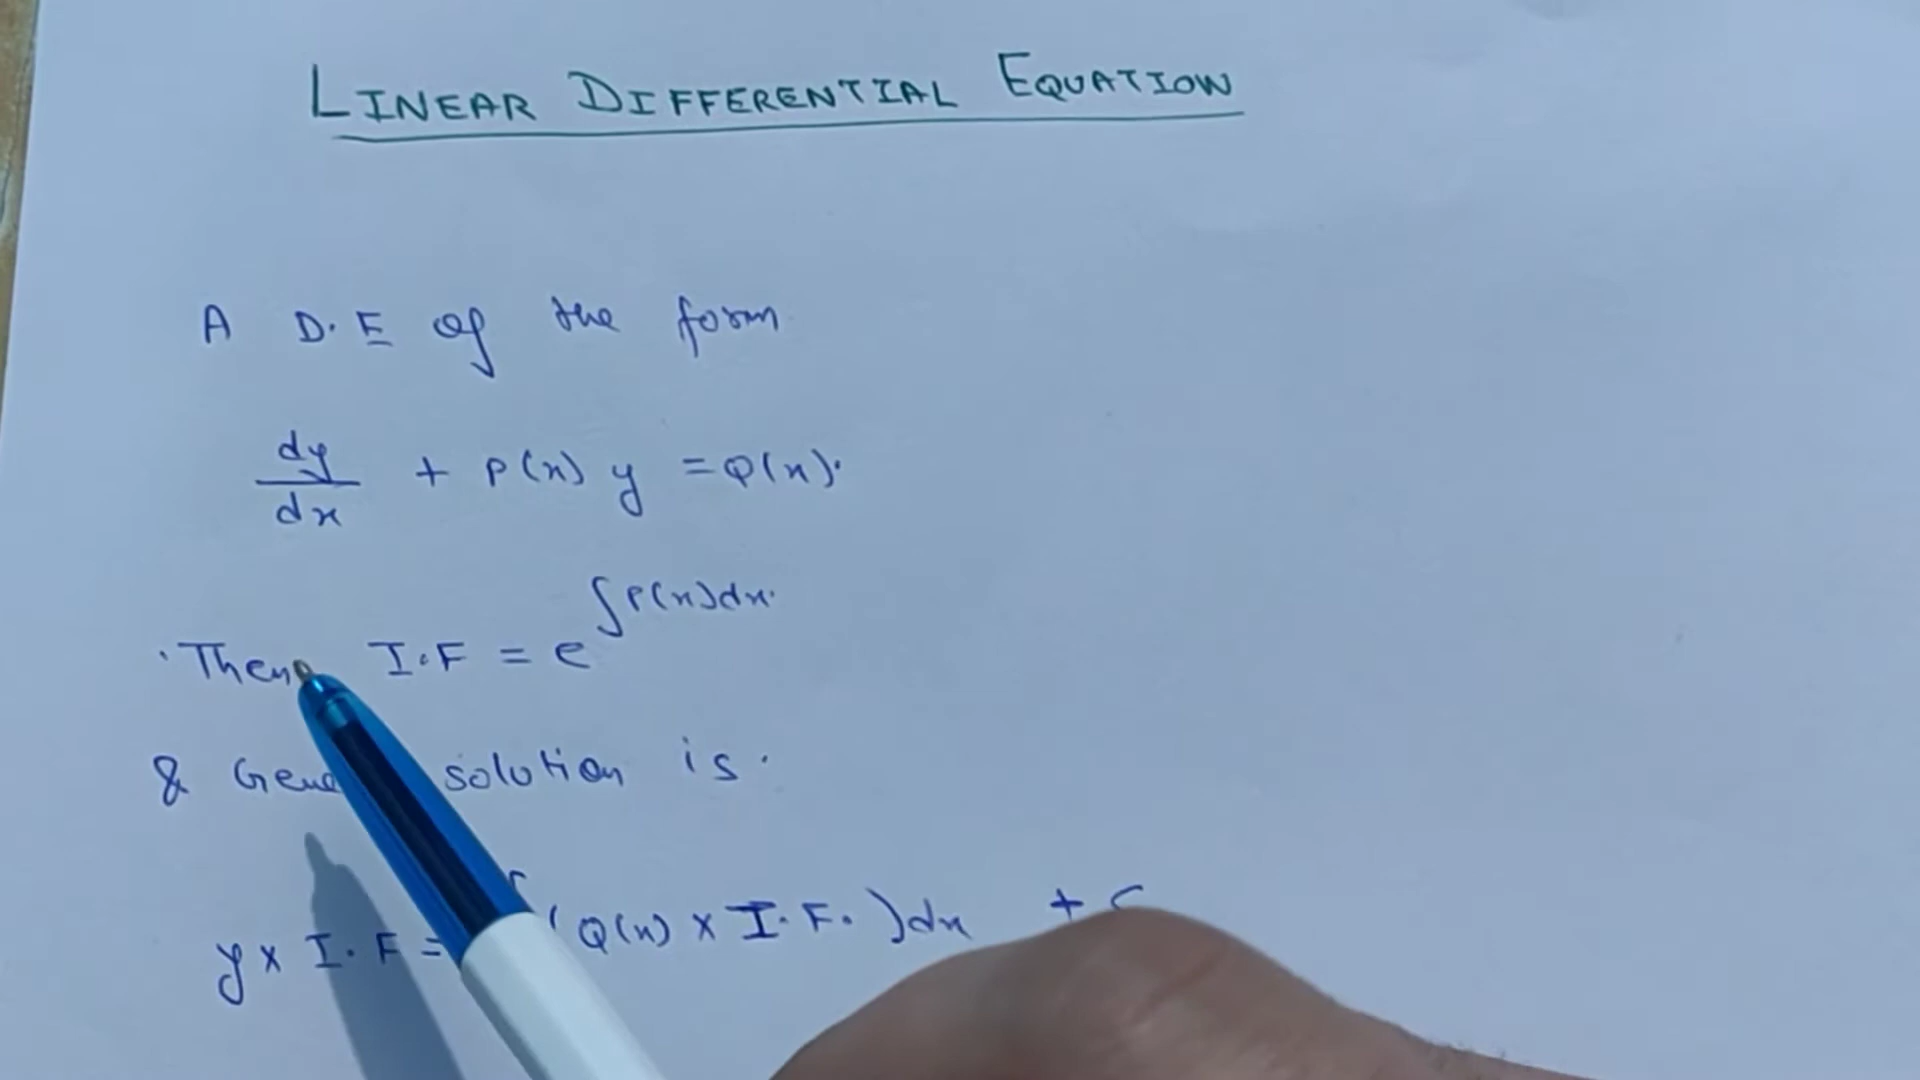 LINEAR DIFFERENTIAL EQUATION
A D.E of the form
dy/dx + P(x) y = Q(x).
Then I.F = e^∫P(x)dx.
& solution is.
y x I.F = (Q(x) x I.F.)dx +